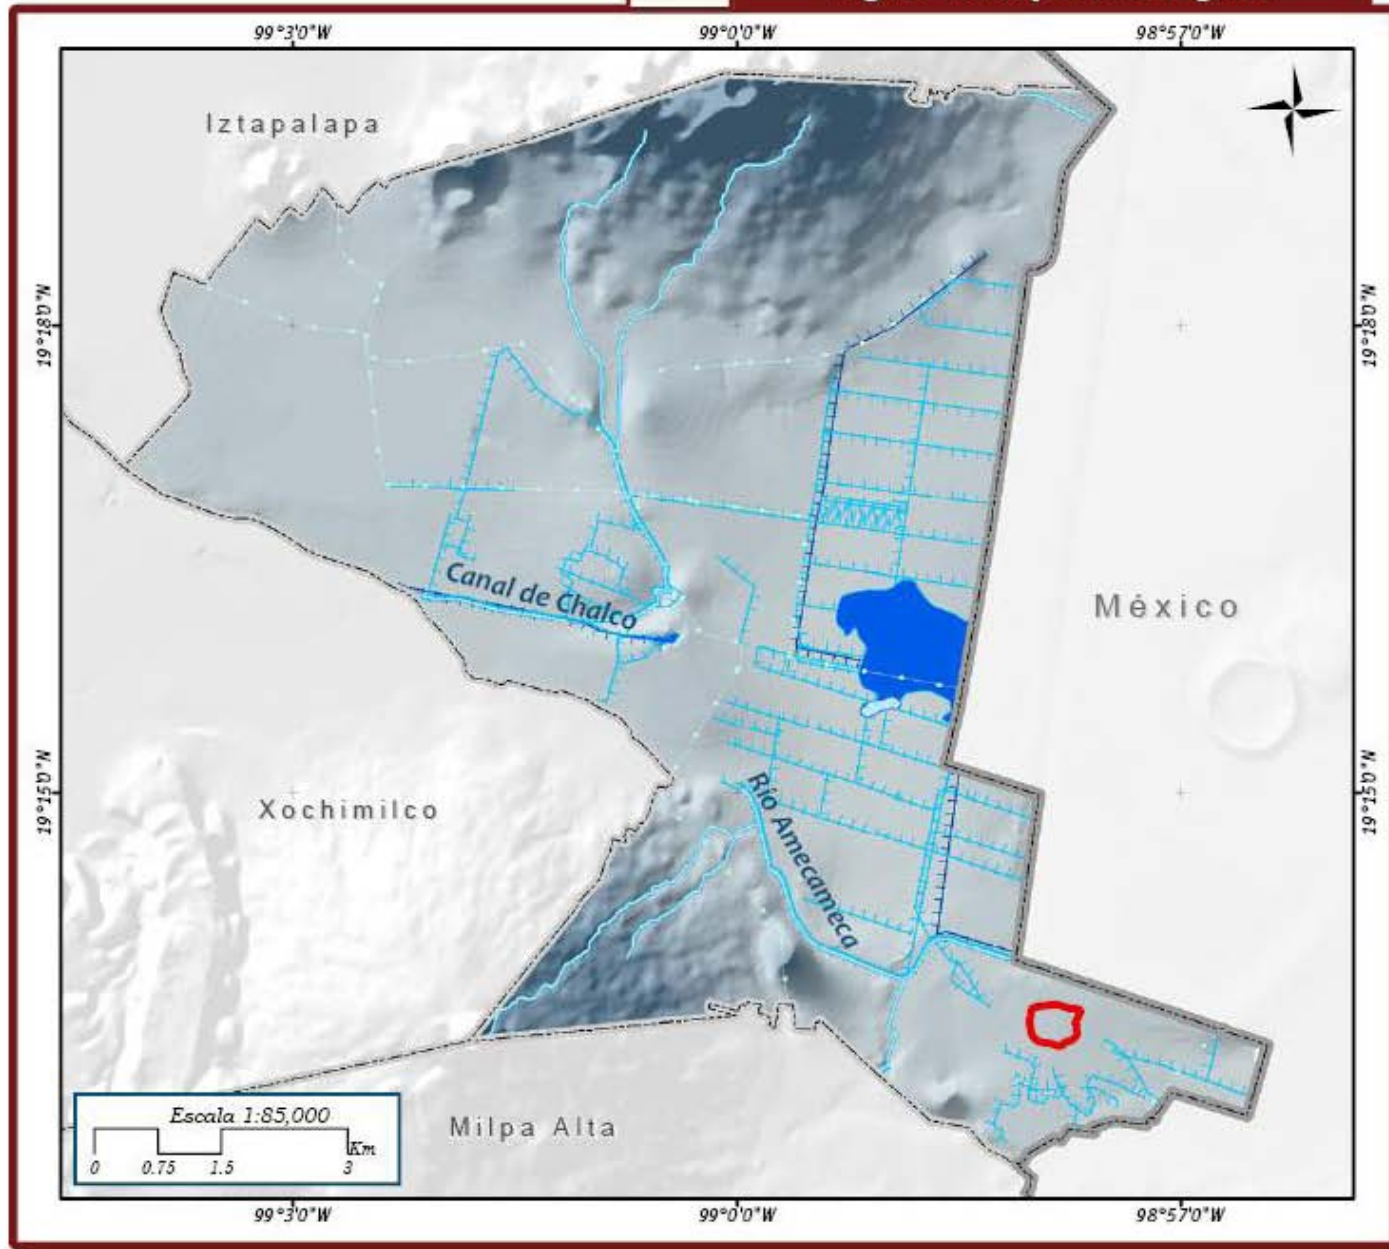 99°3'0"W
99°0'0"W
98°57'0"W
Iztapalapa
19°18'0"N
19°18'0"N
Canal de Chalco
México
19°15'0"N
19°15'0"N
Xochimilco
Río Amecameca
Escala 1:85,000
Km
0 0.75 1.5 3
Milpa Alta
99°3'0"W
99°0'0"W
98°57'0"W